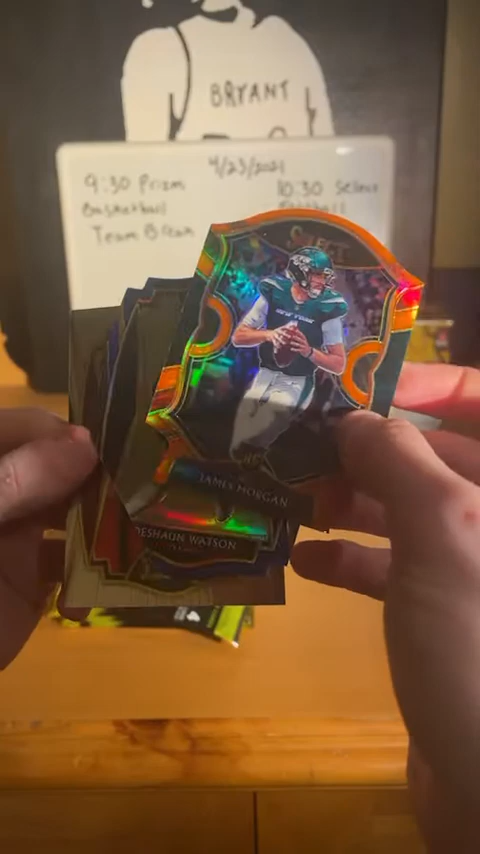 BRYANT
4/23/2021
9:30 Prizm
10:30 Select
Basketball
Football
Team Break
SELECT
NEW YORK
JAMES MORGAN
DESHAUN WATSON